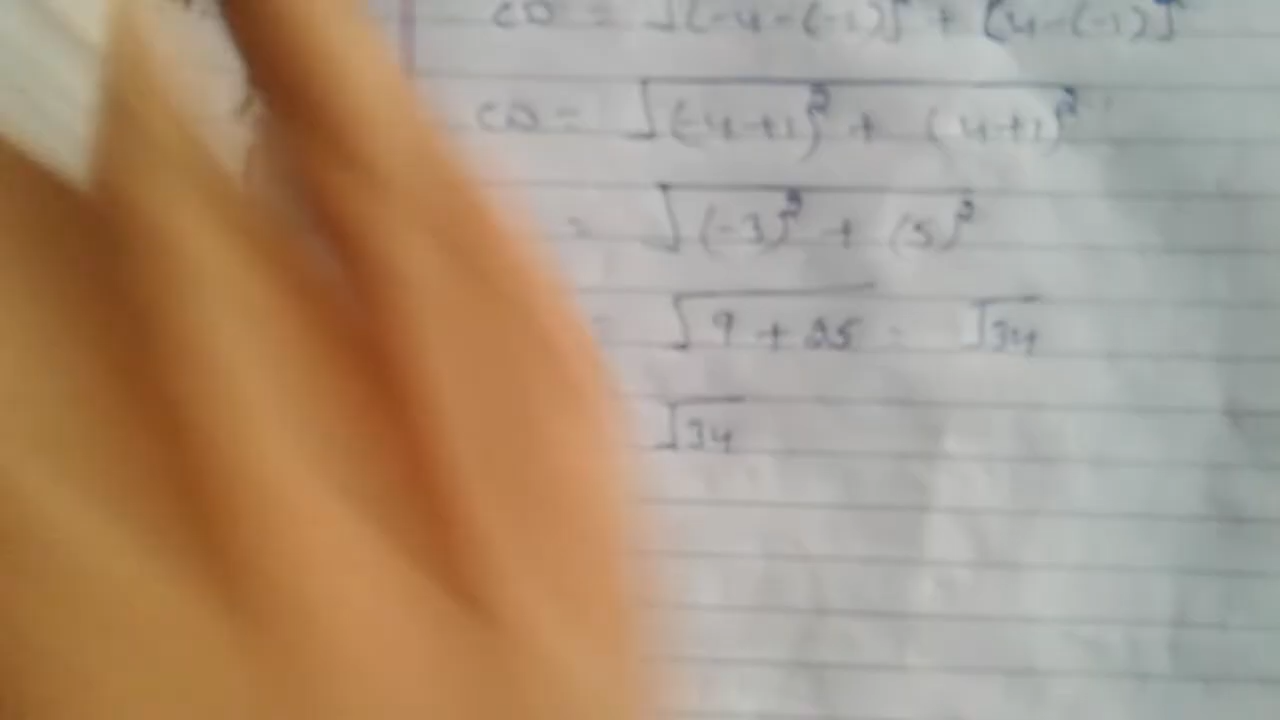 CD = √[-4-(-1)]² + [4-(-1)]²
CD = √(-4+1)² + (4+1)²
= √(-3)² + (5)²
= √9 + 25 = √34
√34